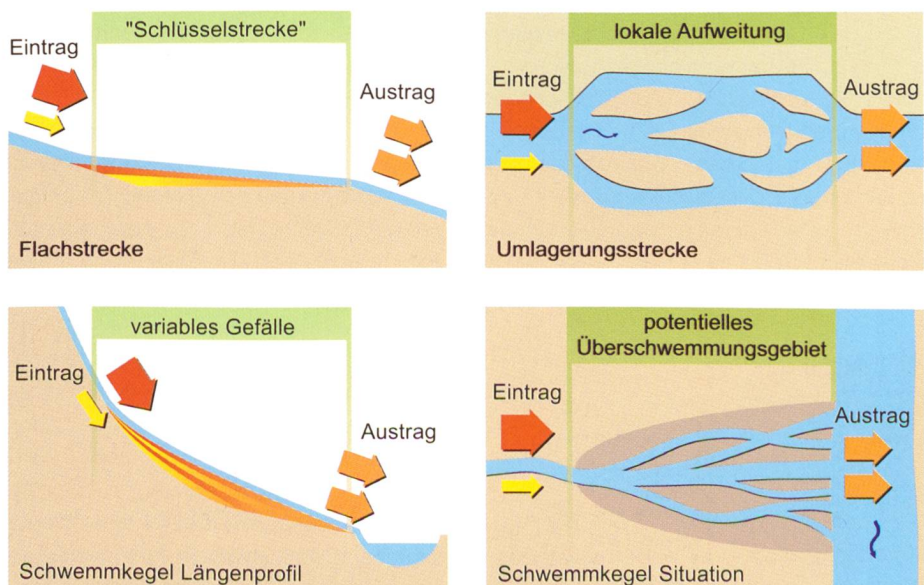 "Schlüsselstrecke"
Eintrag
Austrag
Flachstrecke
lokale Aufweitung
Eintrag
Austrag
Umlagerungsstrecke
variables Gefälle
Eintrag
Austrag
Schwemmkegel Längenprofil
potentielles
Überschwemmungsgebiet
Eintrag
Austrag
Schwemmkegel Situation